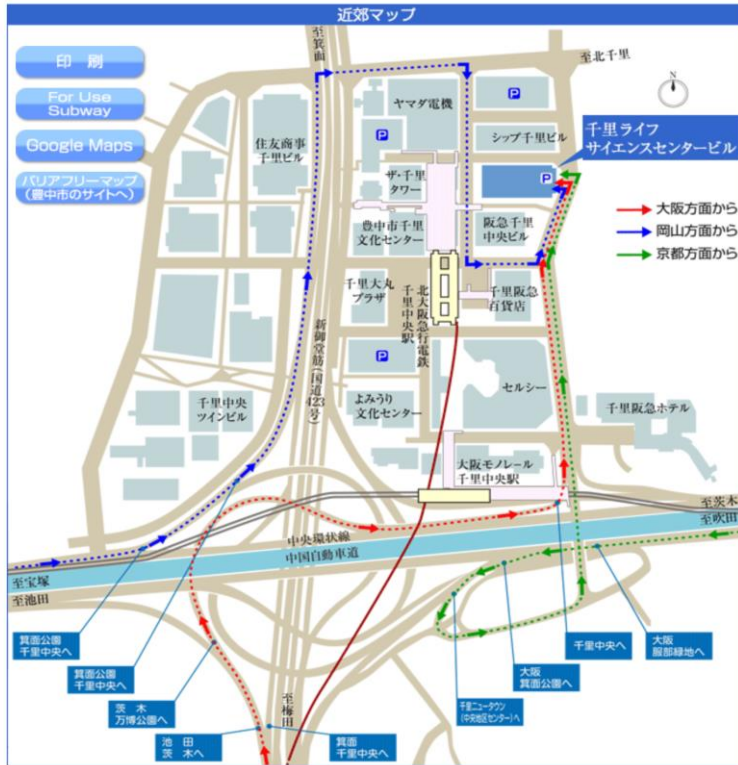 近郊マップ
印 刷
For Use
Subway
Google Maps
バリアフリーマップ
(豊中市のサイトへ)
至箕面
至北千里
N
ヤマダ電機
P
住友商事
千里ビル
P
シップ千里ビル
千里ライフ
サイエンスセンタービル
ザ・千里
タワー
P
豊中市千里
文化センター
阪急千里
中央ビル
大阪方面から
岡山方面から
京都方面から
千里大丸
プラザ
北大阪急行電鉄
千里中央駅
千里阪急
百貨店
新御堂筋(国道423号)
P
セルシー
千里中央
ツインビル
よみうり
文化センター
千里阪急ホテル
大阪モノレール
千里中央駅
至茨木
至吹田
中央環状線
中国自動車道
至宝塚
至池田
箕面公園
千里中央へ
箕面公園
千里中央へ
茨 木
万博公園へ
池 田
茨木へ
至梅田
箕面
千里中央へ
千里ニュータウン
(中央地区センター)へ
大阪
箕面公園へ
千里中央へ
大阪
服部緑地へ